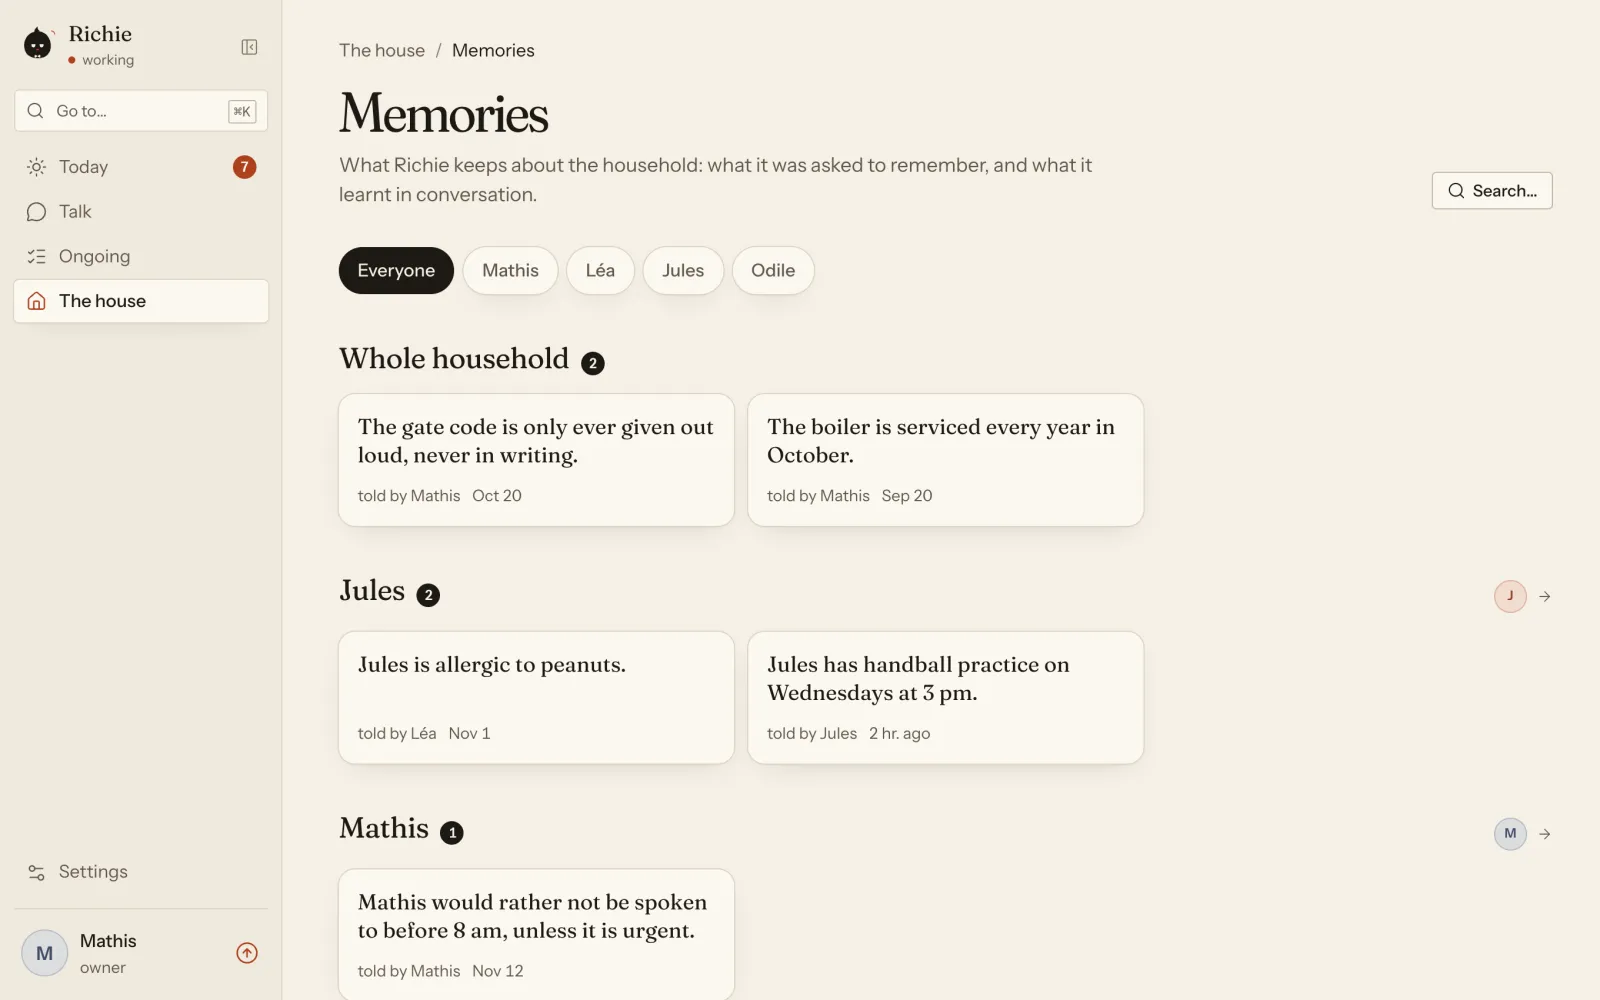 Richie
working
Go to...
⌘K
Today
7
Talk
Ongoing
The house
Settings
M
Mathis
owner
The house / Memories
Memories
What Richie keeps about the household: what it was asked to remember, and what it
learnt in conversation.
Search...
Everyone
Mathis
Léa
Jules
Odile
Whole household 2
The gate code is only ever given out
loud, never in writing.
told by Mathis Oct 20
The boiler is serviced every year in
October.
told by Mathis Sep 20
Jules 2
J
Jules is allergic to peanuts.
told by Léa Nov 1
Jules has handball practice on
Wednesdays at 3 pm.
told by Jules 2 hr. ago
Mathis 1
M
Mathis would rather not be spoken
to before 8 am, unless it is urgent.
told by Mathis Nov 12